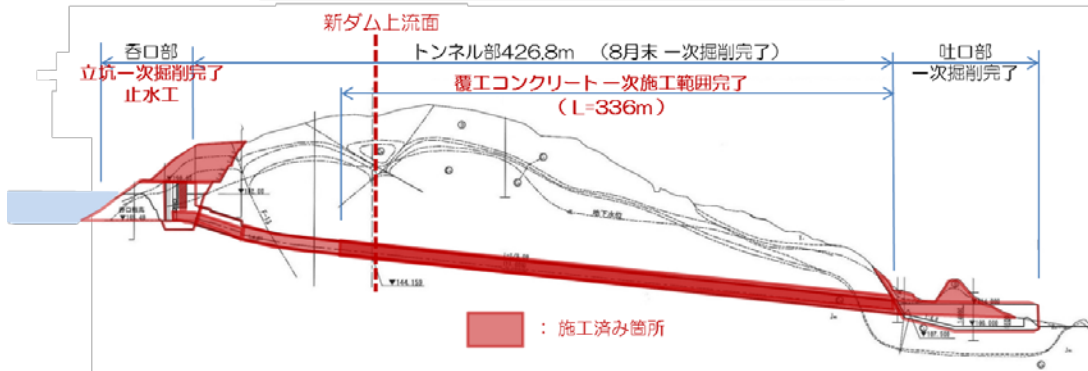 新ダム上流面
呑口部
トンネル部426.8m （8月末 一次掘削完了）
吐口部
立坑一次掘削完了
止水工
覆工コンクリート一次施工範囲完了
（L=336m）
一次掘削完了
地下水位
▼144.150
：施工済み箇所